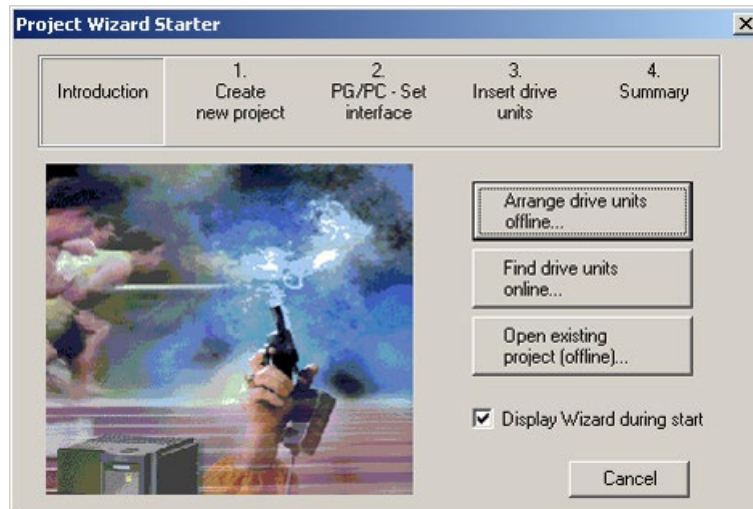 Project Wizard Starter
Introduction
1.
Create
new project
2.
PG/PC - Set
interface
3.
Insert drive
units
4.
Summary
Arrange drive units
offline...
Find drive units
online...
Open existing
project (offline)...
Display Wizard during start
Cancel